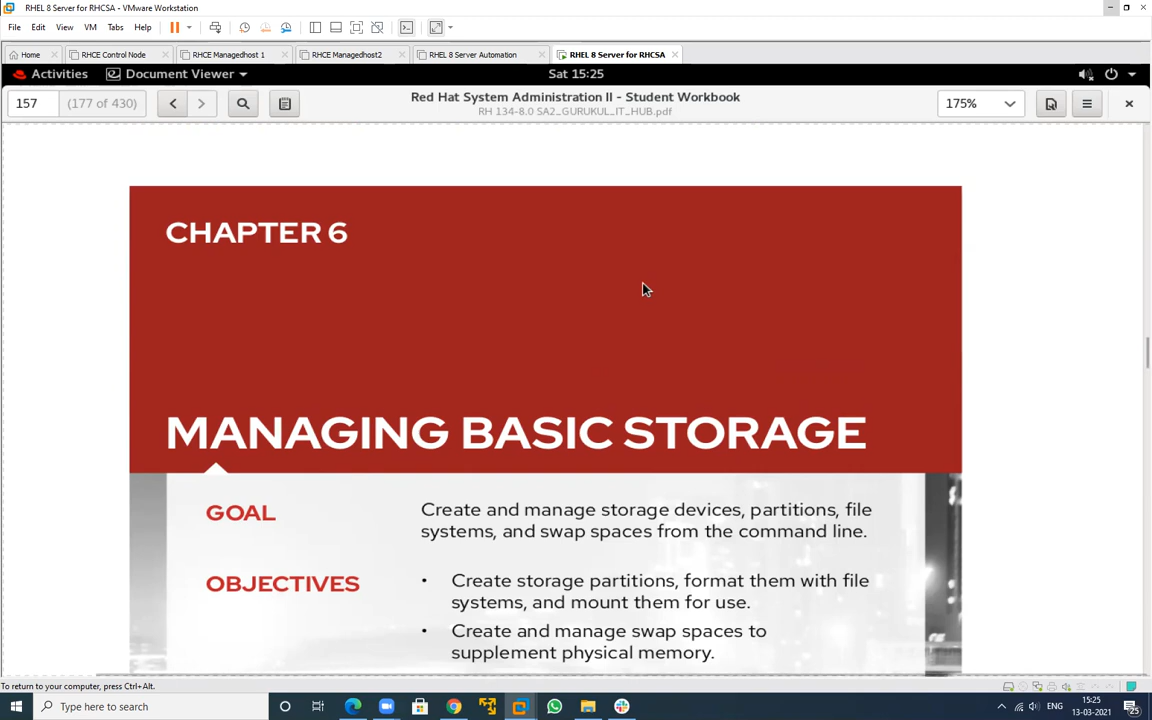 RHEL 8 Server for RHCSA - VMware Workstation
File Edit View VM Tabs Help
Home RHCE Control Node RHCE Managedhost 1 RHCE Managedhost2 RHEL 8 Server Automation RHEL 8 Server for RHCSA
Activities Document Viewer Sat 15:25
157 (177 of 430) Red Hat System Administration II - Student Workbook 175%
RH 134-8.0 SA2_GURUKUL_IT_HUB.pdf
CHAPTER 6
MANAGING BASIC STORAGE
GOAL Create and manage storage devices, partitions, file
systems, and swap spaces from the command line.
OBJECTIVES • Create storage partitions, format them with file
systems, and mount them for use.
• Create and manage swap spaces to
supplement physical memory.
To return to your computer, press Ctrl+Alt.
Type here to search ENG 15:25
13-03-2021 25